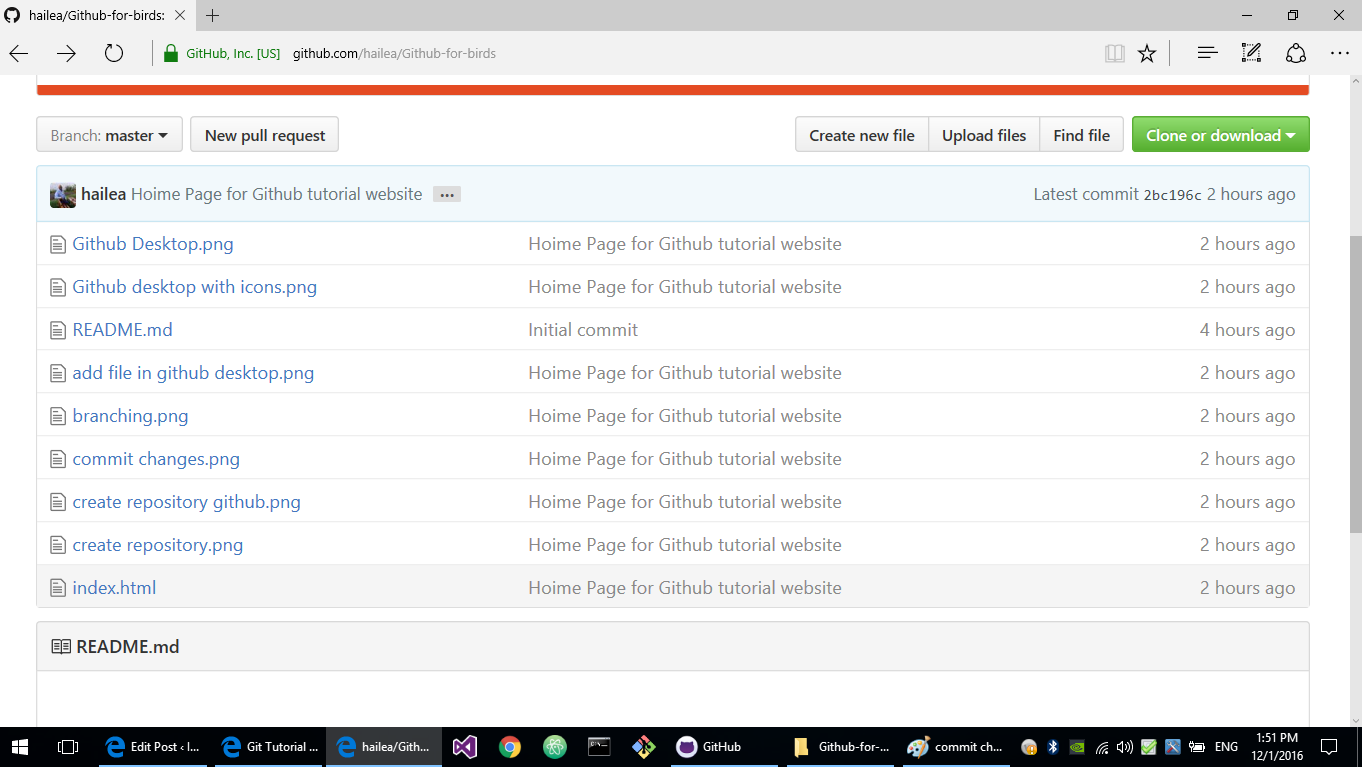 hailea/Github-for-birds:
GitHub, Inc. [US] github.com/hailea/Github-for-birds
Branch: master New pull request Create new file Upload files Find file Clone or download
hailea Hoime Page for Github tutorial website ... Latest commit 2bc196c 2 hours ago
Github Desktop.png Hoime Page for Github tutorial website 2 hours ago
Github desktop with icons.png Hoime Page for Github tutorial website 2 hours ago
README.md Initial commit 4 hours ago
add file in github desktop.png Hoime Page for Github tutorial website 2 hours ago
branching.png Hoime Page for Github tutorial website 2 hours ago
commit changes.png Hoime Page for Github tutorial website 2 hours ago
create repository github.png Hoime Page for Github tutorial website 2 hours ago
create repository.png Hoime Page for Github tutorial website 2 hours ago
index.html Hoime Page for Github tutorial website 2 hours ago
README.md
Edit Post ‹ I... Git Tutorial ... hailea/Gith... GitHub Github-for-... commit ch... ENG 1:51 PM
12/1/2016